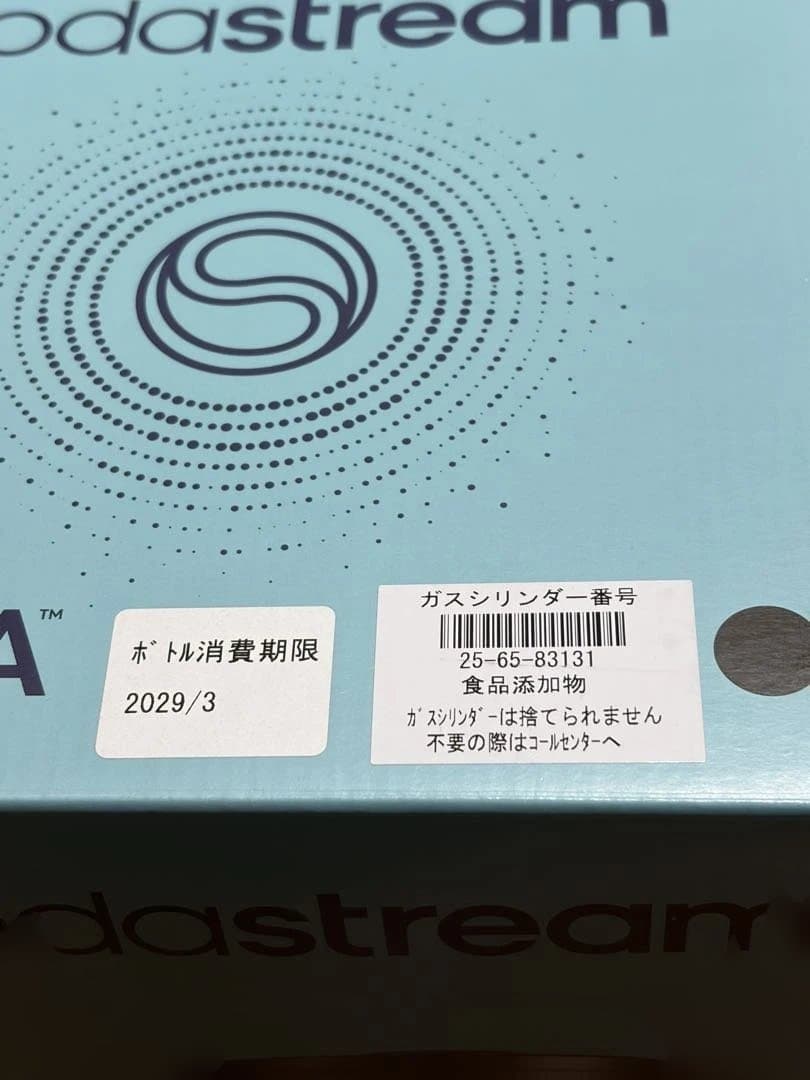 odastream
A™
ボトル消費期限
2029/3
ガスシリンダー番号
25-65-83131
食品添加物
ガスシリンダーは捨てられません
不要の際はコールセンターへ
odastream